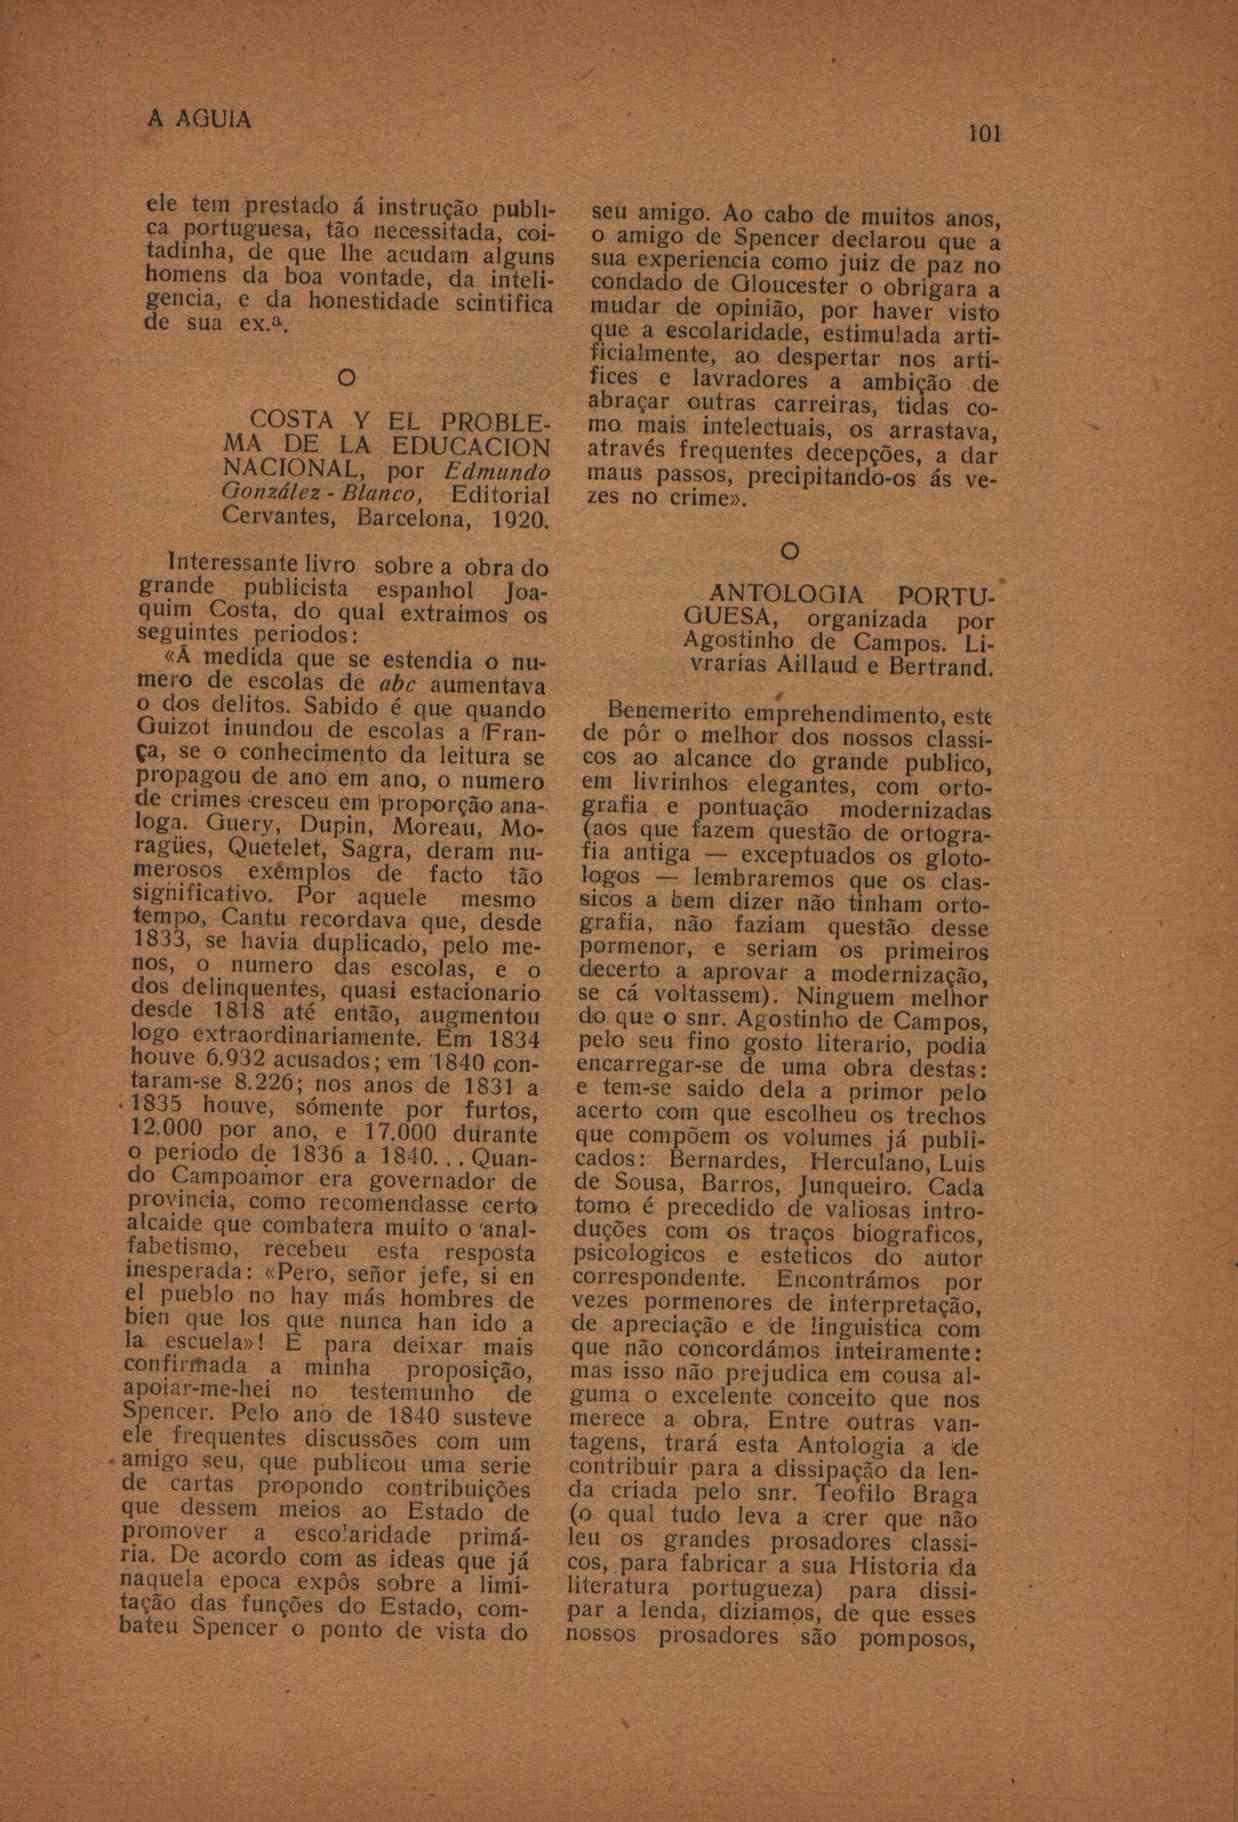 A AGUIA
101
ele tem prestado á instrução publi-
ca portuguesa, tão necessitada, coi-
tadinha, de que lhe acudam alguns
homens da boa vontade, da inteli-
gencia, e da honestidade scintifica
de sua ex.ª.
O
COSTA Y EL PROBLE-
MA DE LA EDUCACION
NACIONAL, por Edmundo
González-Blanco, Editorial
Cervantes, Barcelona, 1920.
Interessante livro sobre a obra do
grande publicista espanhol Joa-
quim Costa, do qual extraimos os
seguintes periodos:
«Á medida que se estendia o nu-
mero de escolas de abc aumentava
o dos delitos. Sabido é que quando
Guizot inundou de escolas a Fran-
ça, se o conhecimento da leitura se
propagou de ano em ano, o numero
de crimes cresceu em proporção ana-
loga. Guery, Dupin, Moreau, Mo-
ragües, Quetelet, Sagra, deram nu-
merosos exêmplos de facto tão
significativo. Por aquele mesmo
tempo, Cantu recordava que, desde
1833, se havia duplicado, pelo me-
nos, o numero das escolas, e o
dos delinquentes, quasi estacionario
desde 1818 até então, augmentou
logo extraordinariamente. Em 1834
houve 6.932 acusados; em 1840 con-
taram-se 8.226; nos anos de 1831 a
1835 houve, sómente por furtos,
12.000 por ano, e 17.000 durante
o periodo de 1836 a 1840... Quan-
do Campoamor era governador de
provincia, como recomendasse certo
alcaide que combatera muito o anal-
fabetismo, recebeu esta resposta
inesperada: «Pero, señor jefe, si en
el pueblo no hay más hombres de
bien que los que nunca han ido a
la escuela»! E para deixar mais
confirmada a minha proposição,
apoiar-me-hei no testemunho de
Spencer. Pelo ano de 1840 susteve
ele frequentes discussões com um
amigo seu, que publicou uma serie
de cartas propondo contribuições
que dessem meios ao Estado de
promover a escolaridade primá-
ria. De acordo com as ideas que já
naquela epoca expôs sobre a limi-
tação das funções do Estado, com-
bateu Spencer o ponto de vista do
seu amigo. Ao cabo de muitos anos,
o amigo de Spencer declarou que a
sua experiencia como juiz de paz no
condado de Gloucester o obrigara a
mudar de opinião, por haver visto
que a escolaridade, estimulada arti-
ficialmente, ao despertar nos arti-
fices e lavradores a ambição de
abraçar outras carreiras, tidas co-
mo mais intelectuais, os arrastava,
através frequentes decepções, a dar
maus passos, precipitando-os ás ve-
zes no crime».
O
ANTOLOGIA PORTU-
GUESA, organizada por
Agostinho de Campos. Li-
vrarias Aillaud e Bertrand.
Benemerito emprehendimento, este
de pôr o melhor dos nossos classi-
cos ao alcance do grande publico,
em livrinhos elegantes, com orto-
grafia e pontuação modernizadas
(aos que fazem questão de ortogra-
fia antiga — exceptuados os gloto-
logos — lembraremos que os clas-
sicos a bem dizer não tinham orto-
grafia, não faziam questão desse
pormenor, e seriam os primeiros
decerto a aprovar a modernização,
se cá voltassem). Ninguem melhor
do que o snr. Agostinho de Campos,
pelo seu fino gosto literario, podia
encarregar-se de uma obra destas:
e tem-se saido dela a primor pelo
acerto com que escolheu os trechos
que compõem os volumes já publi-
cados: Bernardes, Herculano, Luis
de Sousa, Barros, Junqueiro. Cada
tomo é precedido de valiosas intro-
duções com os traços biograficos,
psicologicos e esteticos do autor
correspondente. Encontrámos por
vezes pormenores de interpretação,
de apreciação e de linguistica com
que não concordámos inteiramente:
mas isso não prejudica em cousa al-
guma o excelente conceito que nos
merece a obra. Entre outras van-
tagens, trará esta Antologia a de
contribuir para a dissipação da len-
da criada pelo snr. Teofilo Braga
(o qual tudo leva a crer que não
leu os grandes prosadores classi-
cos, para fabricar a sua Historia da
literatura portugueza) para dissi-
par a lenda, diziamos, de que esses
nossos prosadores são pomposos,